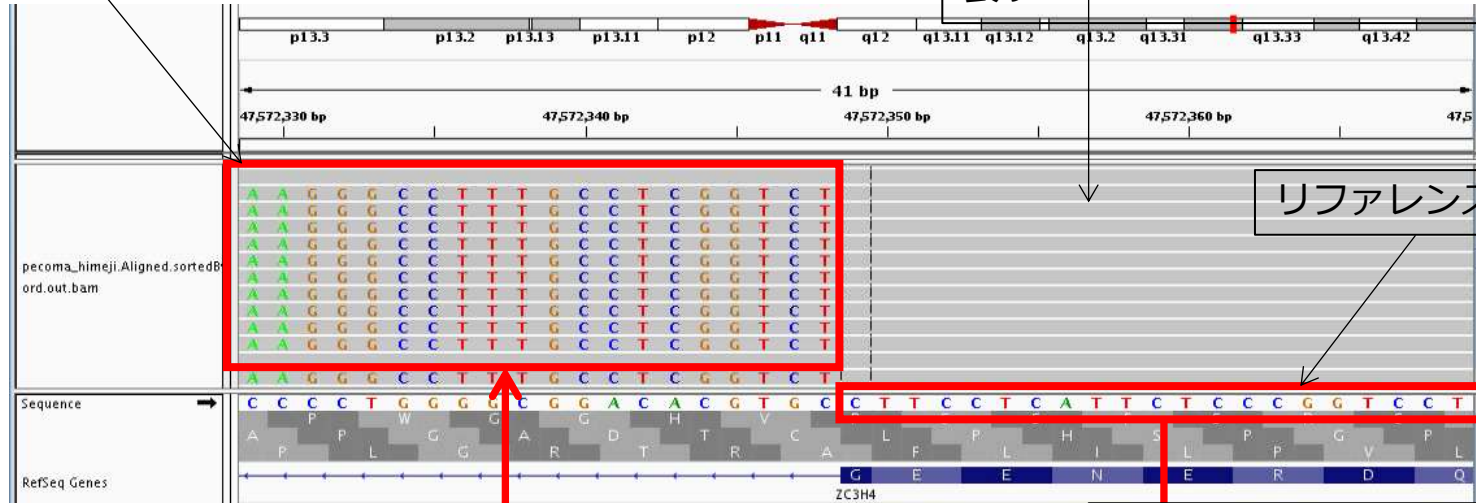 p13.3 p13.2 p13.13 p13.11 p12 p11 q11 q12 q13.11 q13.12 q13.2 q13.31 q13.33 q13.42
41 bp
47,572,330 bp 47,572,340 bp 47,572,350 bp 47,572,360 bp 47,5
リファレンス
A A G G G C C T T T G C C T C G G T C T
A A G G G C C T T T G C C T C G G T C T
A A G G G C C T T T G C C T C G G T C T
A A G G G C C T T T G C C T C G G T C T
A A G G G C C T T T G C C T C G G T C T
A A G G G C C T T T G C C T C G G T C T
A A G G G C C T T T G C C T C G G T C T
A A G G G C C T T T G C C T C G G T C T
A A G G G C C T T T G C C T C G G T C T
A A G G G C C T T T G C C T C G G T C T
A A G G G C C T T T G C C T C G G T C T
pecoma_himeji.Aligned.sortedB
ord.out.bam
Sequence C C C C T G G G G C G G A C A C G T G C C T T C C T C A T T C T C C C G G T C C T
P W G G H V
A P G A D T C L P H S P G P
P L G R T R A F L I L P V L
RefSeq Genes G E E N E R D Q
ZC3H4